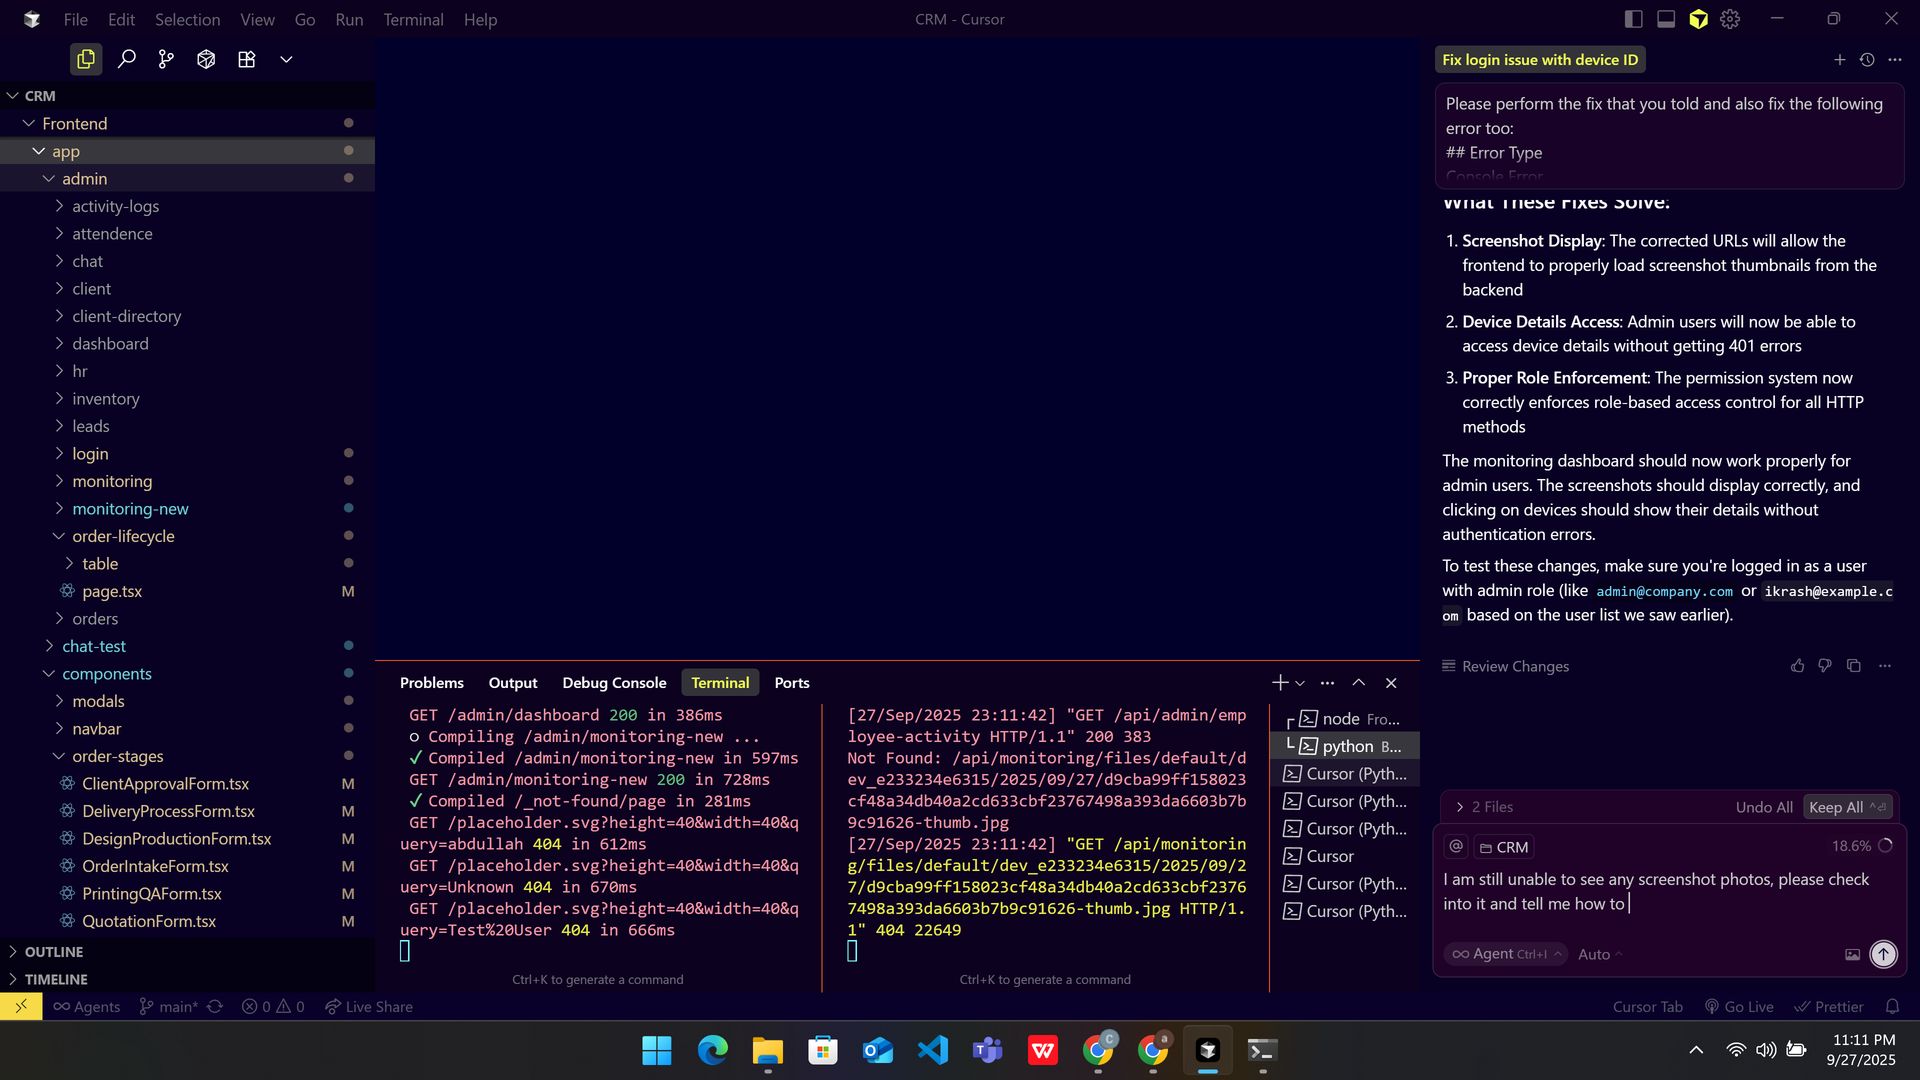 File Edit Selection View Go Run Terminal Help
CRM - Cursor
CRM
Frontend
app
admin
activity-logs
attendence
chat
client
client-directory
dashboard
hr
inventory
leads
login
monitoring
monitoring-new
order-lifecycle
table
page.tsx M
orders
chat-test
components
modals
navbar
order-stages
ClientApprovalForm.tsx M
DeliveryProcessForm.tsx M
DesignProductionForm.tsx M
OrderIntakeForm.tsx M
PrintingQAForm.tsx M
QuotationForm.tsx M
OUTLINE
TIMELINE
Problems Output Debug Console Terminal Ports
GET /admin/dashboard 200 in 386ms
○ Compiling /admin/monitoring-new ...
✓ Compiled /admin/monitoring-new in 597ms
GET /admin/monitoring-new 200 in 728ms
✓ Compiled /_not-found/page in 281ms
GET /placeholder.svg?height=40&width=40&q
uery=abdullah 404 in 612ms
GET /placeholder.svg?height=40&width=40&q
uery=Unknown 404 in 670ms
GET /placeholder.svg?height=40&width=40&q
uery=Test%20User 404 in 666ms
Ctrl+K to generate a command
[27/Sep/2025 23:11:42] "GET /api/admin/emp
loyee-activity HTTP/1.1" 200 383
Not Found: /api/monitoring/files/default/d
ev_e233234e6315/2025/09/27/d9cba99ff158023
cf48a34db40a2cd633cbf23767498a393da6603b7b
9c91626-thumb.jpg
[27/Sep/2025 23:11:42] "GET /api/monitorin
g/files/default/dev_e233234e6315/2025/09/2
7/d9cba99ff158023cf48a34db40a2cd633cbf2376
7498a393da6603b7b9c91626-thumb.jpg HTTP/1.
1" 404 22649
Ctrl+K to generate a command
node Fro...
python B...
Cursor (Pyth...
Cursor (Pyth...
Cursor (Pyth...
Cursor
Cursor (Pyth...
Cursor (Pyth...
Fix login issue with device ID
Please perform the fix that you told and also fix the following
error too:
## Error Type
Console Error
What These Fixes Solve:
1. Screenshot Display: The corrected URLs will allow the
frontend to properly load screenshot thumbnails from the
backend
2. Device Details Access: Admin users will now be able to
access device details without getting 401 errors
3. Proper Role Enforcement: The permission system now
correctly enforces role-based access control for all HTTP
methods
The monitoring dashboard should now work properly for
admin users. The screenshots should display correctly, and
clicking on devices should show their details without
authentication errors.
To test these changes, make sure you're logged in as a user
with admin role (like admin@company.com or ikrash@example.c
om based on the user list we saw earlier).
Review Changes
2 Files Undo All Keep All
@ CRM 18.6%
I am still unable to see any screenshot photos, please check
into it and tell me how to
Agent Ctrl+I Auto
Agents main* 0 0 Live Share
Cursor Tab Go Live Prettier
11:11 PM
9/27/2025